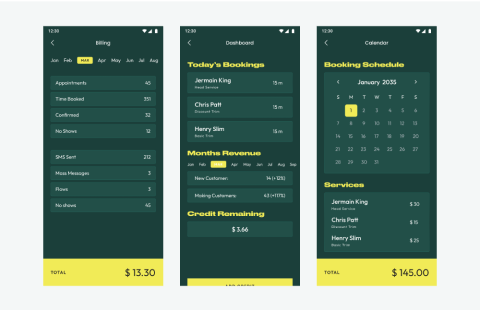 12:30
Billing
Jan Feb MAR Apr May Jun Jul Aug
Appointments 45
Time Booked 351
Confirmed 32
No Shows 12
SMS Sent 212
Mass Messages 3
Flows 3
No shows 45
TOTAL $ 13.30
12:30
Dashboard
Today's Bookings
Jermain King
Head Service
15 m
Chris Patt
Discount Trim
15 m
Henry Slim
Basic Trim
15 m
Months Revenue
Jan Feb MAR Apr May Jun Jul Aug Sep
New Customers 14 (+12%)
Making Customers 43 (+117%)
Credit Remaining
$ 3.66
ADD CREDIT
12:30
Calendar
Booking Schedule
January 2035
S M T W T F S
1 2 3 4 5 6
7 8 9 10 11 12 13
14 15 16 17 18 19 20
21 22 23 24 25 26 27
28 29 30 31
Services
Jermain King
Head Service
$ 30
Chris Patt
Discount Trim
$ 15
Henry Slim
Basic Trim
$ 25
TOTAL $ 145.00